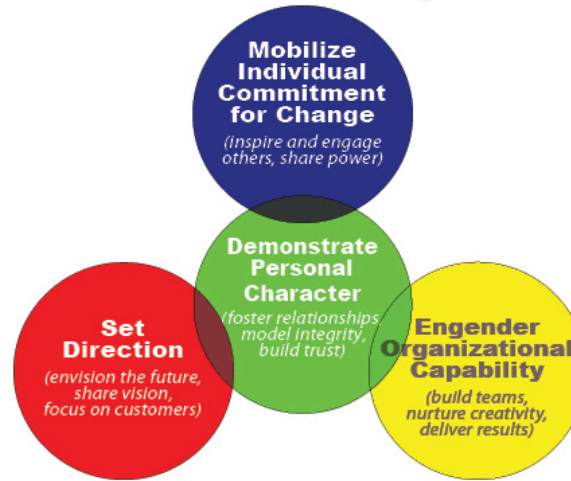 Mobilize
Individual
Commitment
for Change
(inspire and engage
others, share power)
Demonstrate
Personal
Character
(foster relationships,
model integrity,
build trust)
Set
Direction
(envision the future,
share vision,
focus on customers)
Engender
Organizational
Capability
(build teams,
nurture creativity,
deliver results)